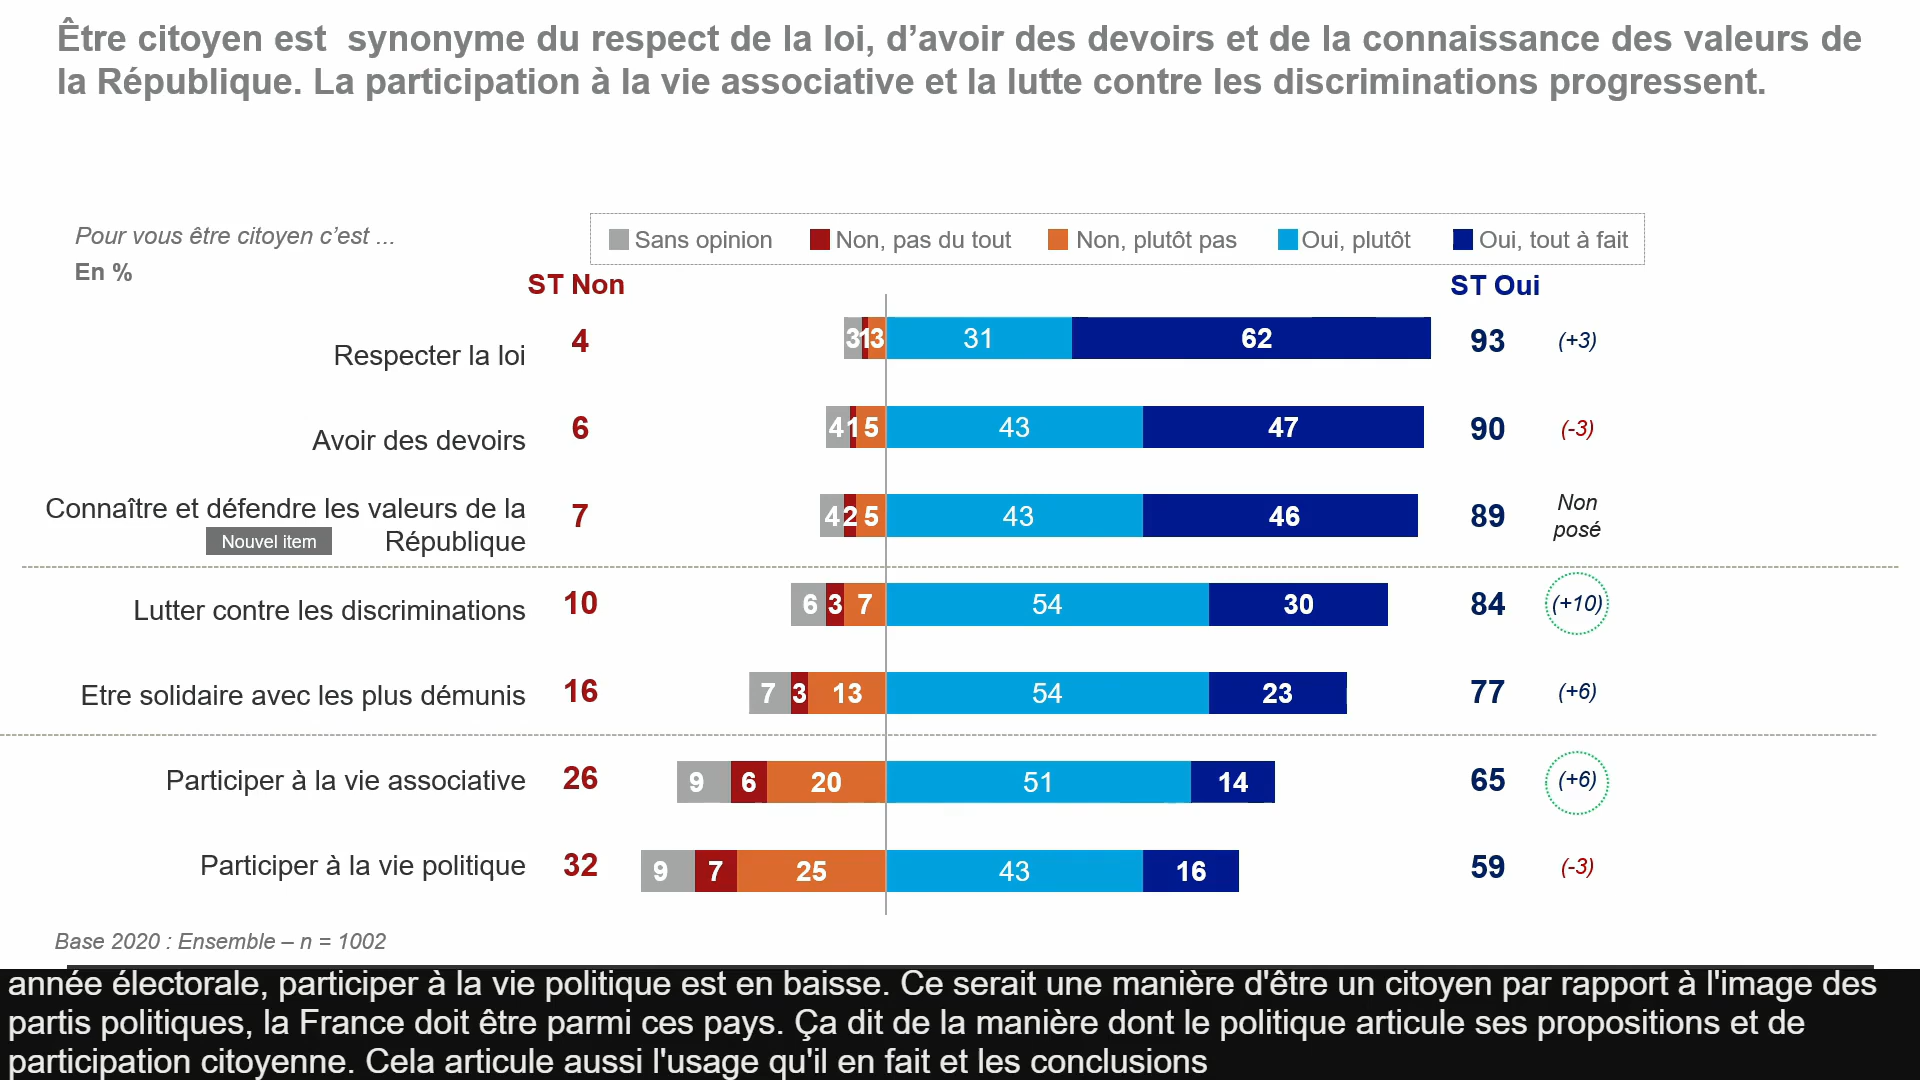 Être citoyen est  synonyme du respect de la loi, d’avoir des devoirs et de la connaissance des valeurs de
la République. La participation à la vie associative et la lutte contre les discriminations progressent.
Pour vous être citoyen c’est ...
En %
Sans opinion
Non, pas du tout
Non, plutôt pas
Oui, plutôt
Oui, tout à fait
ST Non
ST Oui
Respecter la loi 4 3 1 3 31 62 93 (+3)
Avoir des devoirs 6 4 1 5 43 47 90 (-3)
Connaître et défendre les valeurs de la
Nouvel item République 7 4 2 5 43 46 89 Non
posé
Lutter contre les discriminations 10 6 3 7 54 30 84 (+10)
Etre solidaire avec les plus démunis 16 7 3 13 54 23 77 (+6)
Participer à la vie associative 26 9 6 20 51 14 65 (+6)
Participer à la vie politique 32 9 7 25 43 16 59 (-3)
Base 2020 : Ensemble – n = 1002
année électorale, participer à la vie politique est en baisse. Ce serait une manière d'être un citoyen par rapport à l'image des
partis politiques, la France doit être parmi ces pays. Ça dit de la manière dont le politique articule ses propositions et de
participation citoyenne. Cela articule aussi l'usage qu'il en fait et les conclusions